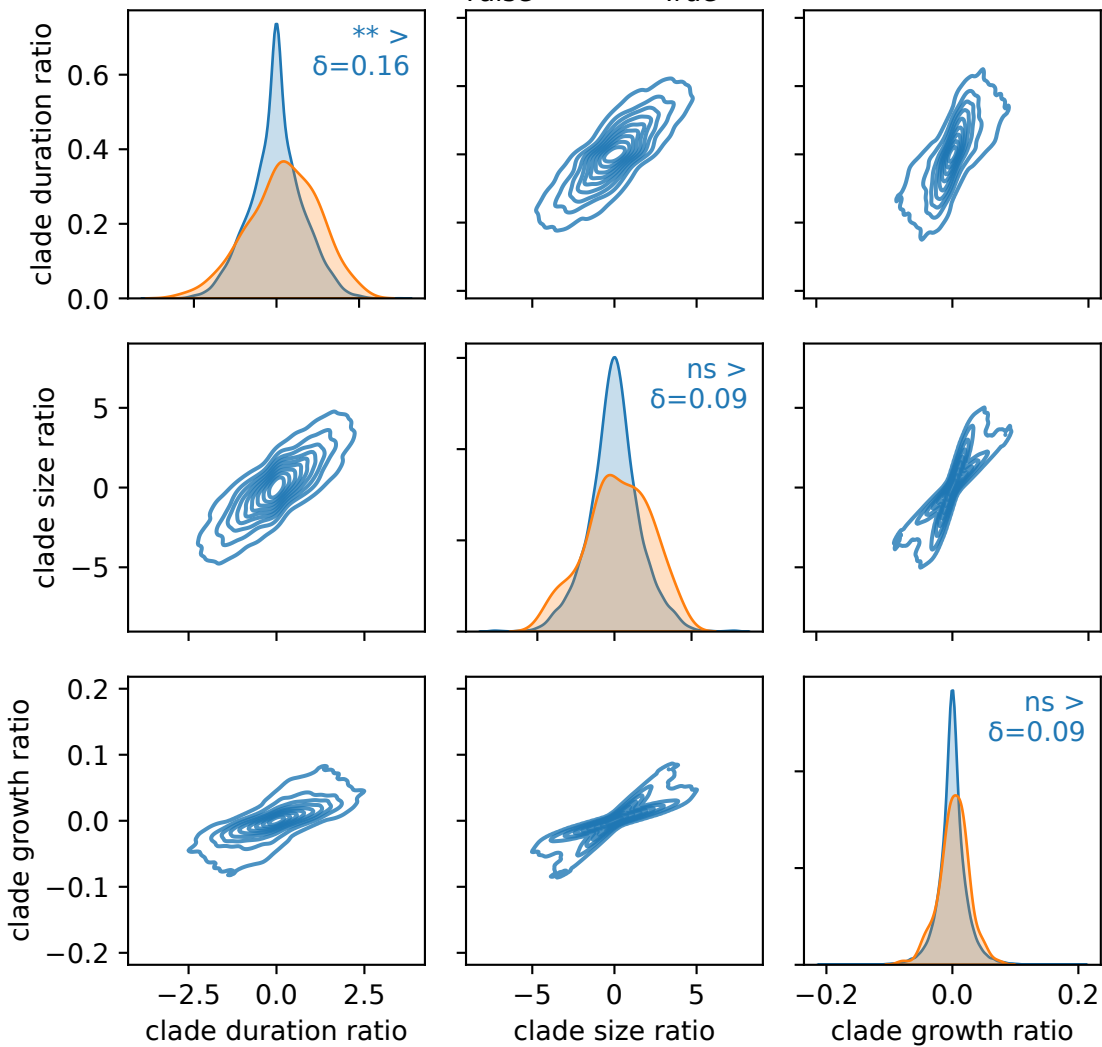 clade duration ratio
0.6
0.4
0.2
0.0
** >
δ=0.16
clade size ratio
5
0
−5
ns >
δ=0.09
clade growth ratio
0.2
0.1
0.0
−0.1
−0.2
ns >
δ=0.09
−2.5 0.0 2.5
−5 0 5
−0.2 0.0 0.2
clade duration ratio
clade size ratio
clade growth ratio